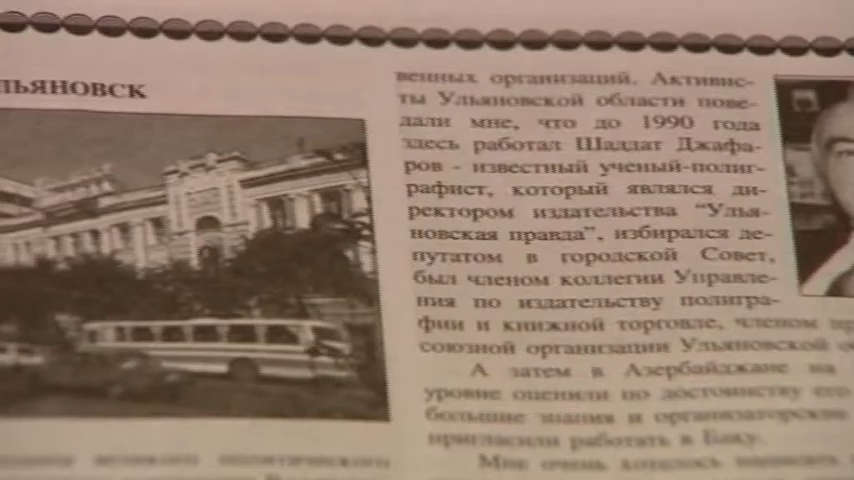 льяновск
венных организаций. Активис-
ты Ульяновской области пове-
дали мне, что до 1990 года
здесь работал Шаддат Джафа-
ров - известный ученый-полиг-
рафист, который являлся ди-
ректором издательства "Улья-
новская правда", избирался де-
путатом в городской Совет,
был членом коллегии Управле-
ния по издательству полигра-
фии и книжной торговле, членом пр
союзной организации Ульяновской о
А затем в Азербайджане на
уровне оценили по достоинству его
большие знания и организаторские
пригласили работать в Баку.
Мне очень хотелось написать